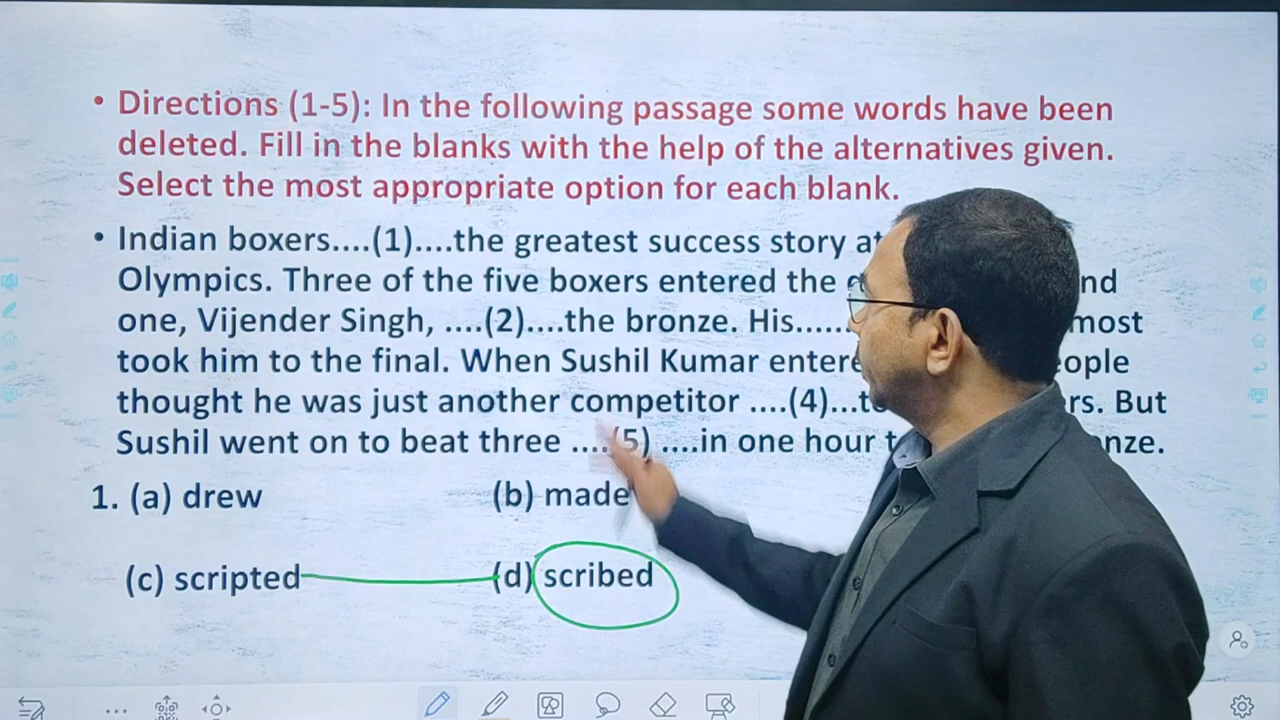 • Directions (1-5): In the following passage some words have been
deleted. Fill in the blanks with the help of the alternatives given.
Select the most appropriate option for each blank.
• Indian boxers....(1)....the greatest success story at
Olympics. Three of the five boxers entered the
one, Vijender Singh, ....(2)....the bronze. His...... most
took him to the final. When Sushil Kumar entere
thought he was just another competitor ....(4)... But
Sushil went on to beat three ....(5) ....in one hour
1. (a) drew (b) made
(c) scripted (d) scribed